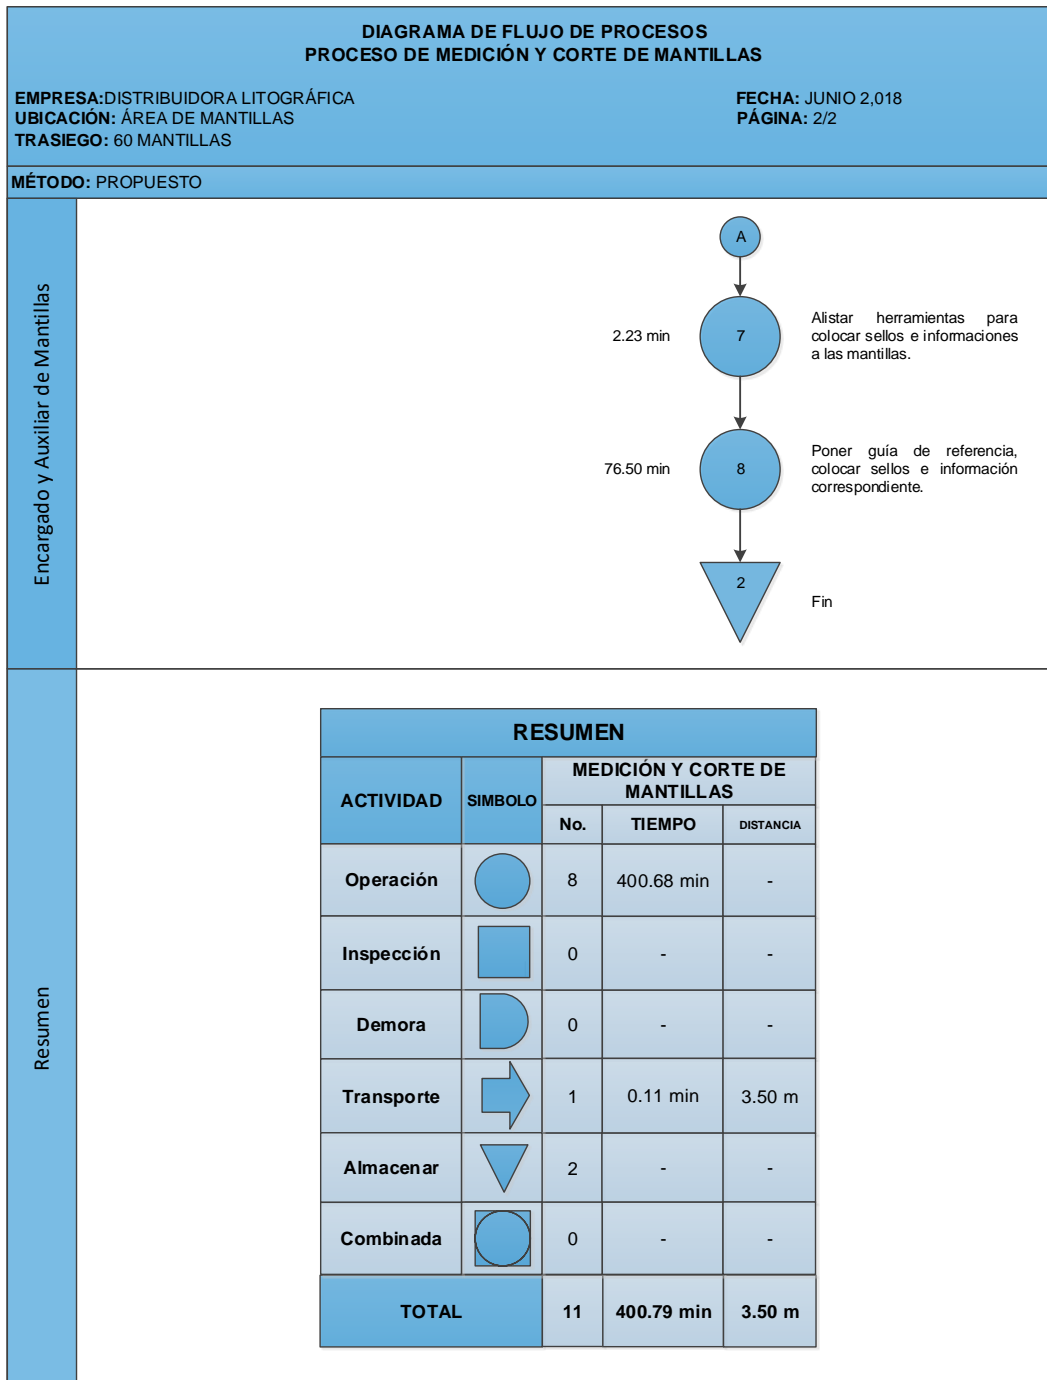 DIAGRAMA DE FLUJO DE PROCESOS
PROCESO DE MEDICIÓN Y CORTE DE MANTILLAS
EMPRESA:DISTRIBUIDORA LITOGRÁFICA
UBICACIÓN: ÁREA DE MANTILLAS
TRASIEGO: 60 MANTILLAS
FECHA: JUNIO 2,018
PÁGINA: 2/2
MÉTODO: PROPUESTO
Encargado y Auxiliar de Mantillas
A
2.23 min
7
Alistar herramientas para
colocar sellos e informaciones
a las mantillas.
76.50 min
8
Poner guía de referencia,
colocar sellos e información
correspondiente.
2
Fin
Resumen
RESUMEN
ACTIVIDAD
SIMBOLO
MEDICIÓN Y CORTE DE
MANTILLAS
No. TIEMPO DISTANCIA
Operación 8 400.68 min -
Inspección 0 - -
Demora 0 - -
Transporte 1 0.11 min 3.50 m
Almacenar 2 - -
Combinada 0 - -
TOTAL 11 400.79 min 3.50 m